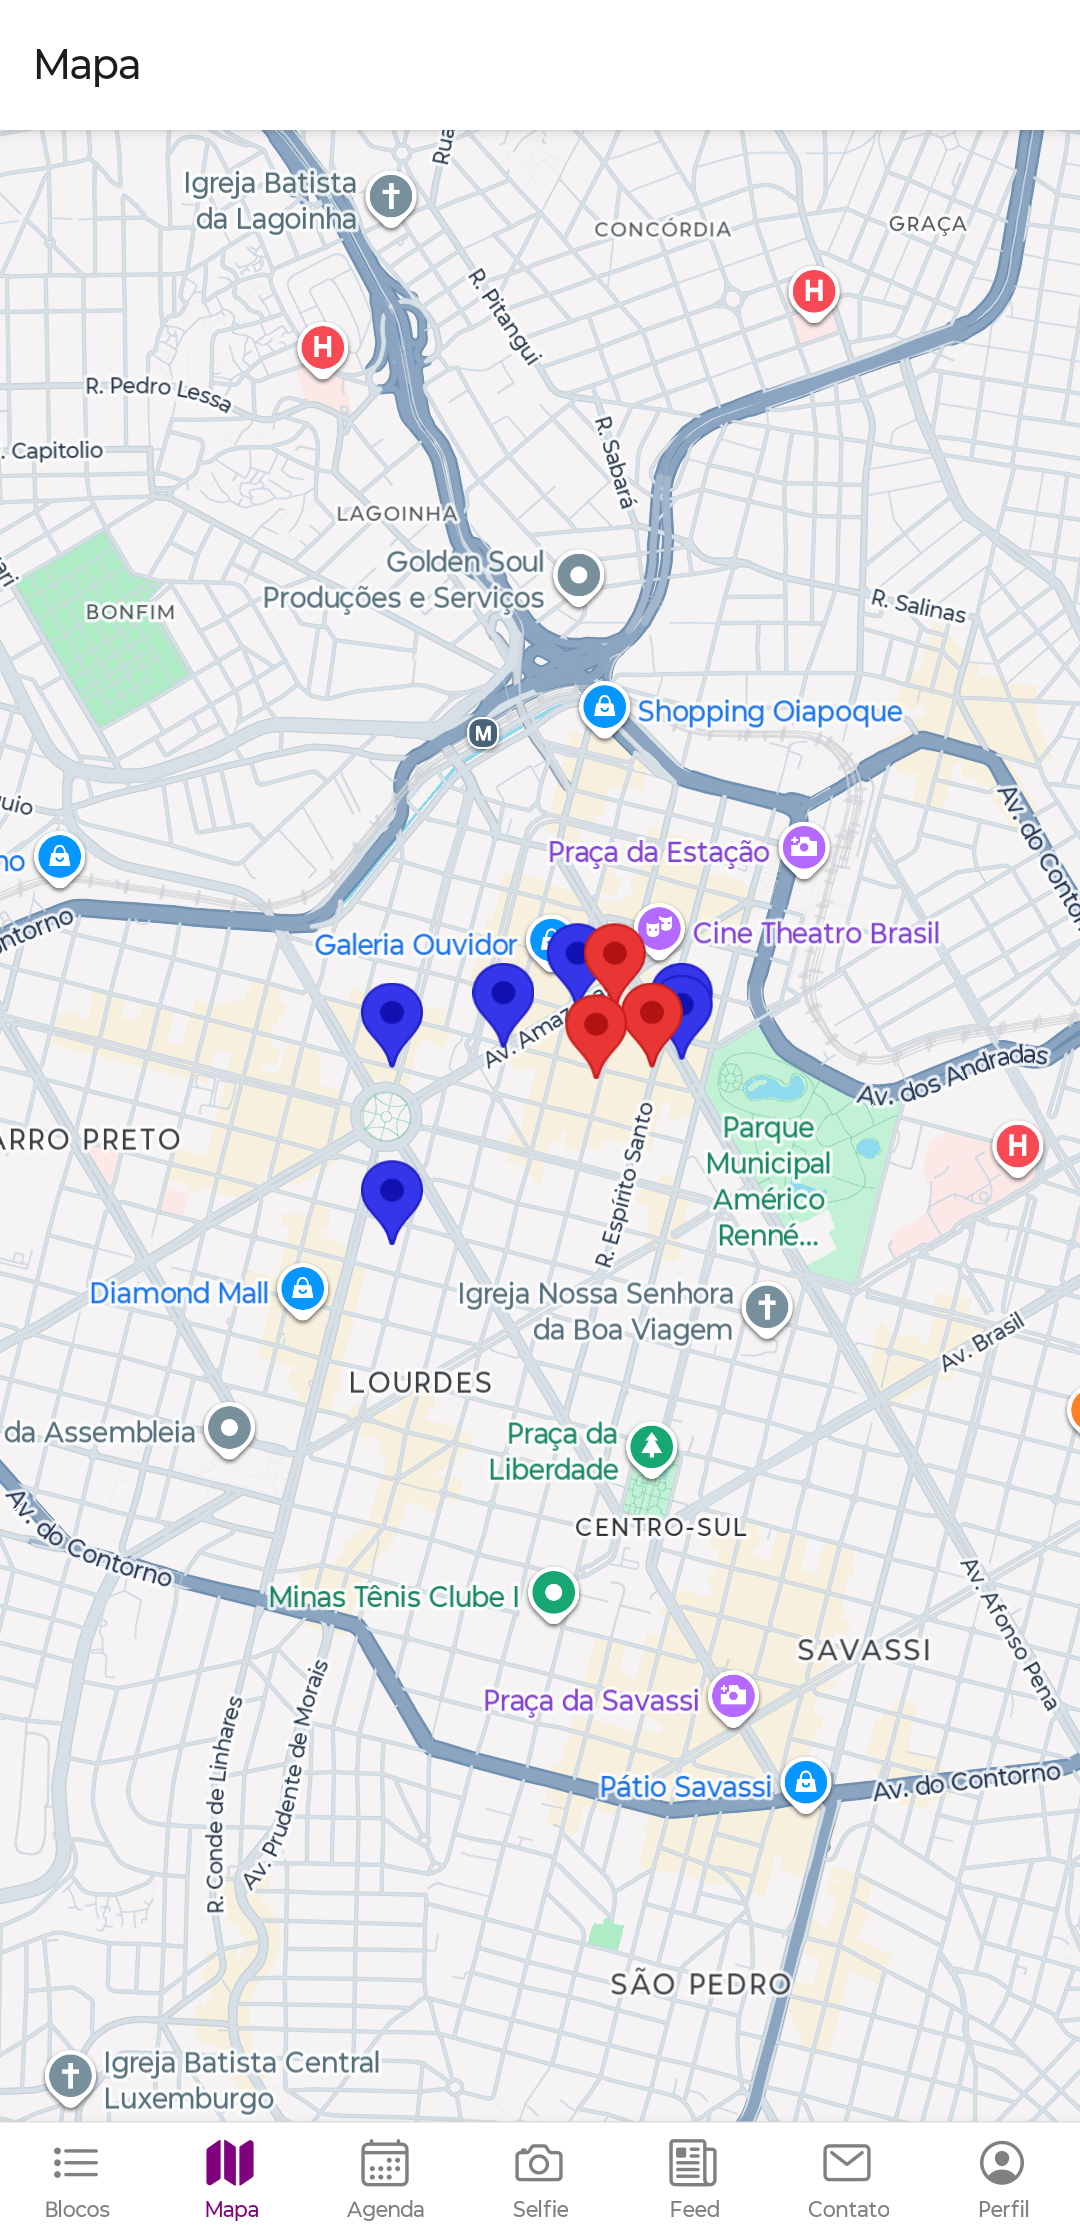 Mapa
Rua
Igreja Batista
da Lagoinha
CONCÓRDIA
GRAÇA
H
R. Pitangui
H
R. Pedro Lessa
. Capitolio
R. Sabará
LAGOINHA
Golden Soul
Produções e Serviços
BONFIM
R. Salinas
Shopping Oiapoque
M
Av. do Contorno
Praça da Estação
Galeria Ouvidor
Cine Theatro Brasil
Av. dos Andradas
ARRO PRETO
R. Espírito Santo
Parque
Municipal
Américo
Renné...
H
Diamond Mall
Igreja Nossa Senhora
da Boa Viagem
Av. Brasil
LOURDES
da Assembleia
Praça da
Liberdade
Av. do Contorno
CENTRO-SUL
Minas Tênis Clube I
Av. Afonso Pena
SAVASSI
R. Conde de Linhares
Av. Prudente de Morais
Praça da Savassi
Pátio Savassi
Av. do Contorno
SÃO PEDRO
Igreja Batista Central
Luxemburgo
Blocos
Mapa
Agenda
Selfie
Feed
Contato
Perfil